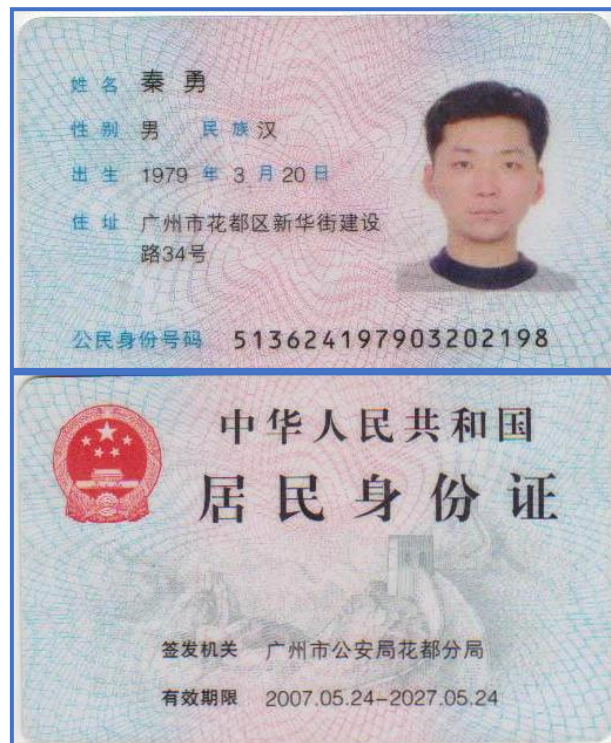 姓名 秦勇
性别 男 民族 汉
出生 1979 年 3 月 20 日
住址 广州市花都区新华街建设
路34号
公民身份号码 513624197903202198
中华人民共和国
居民身份证
签发机关 广州市公安局花都分局
有效期限 2007.05.24-2027.05.24